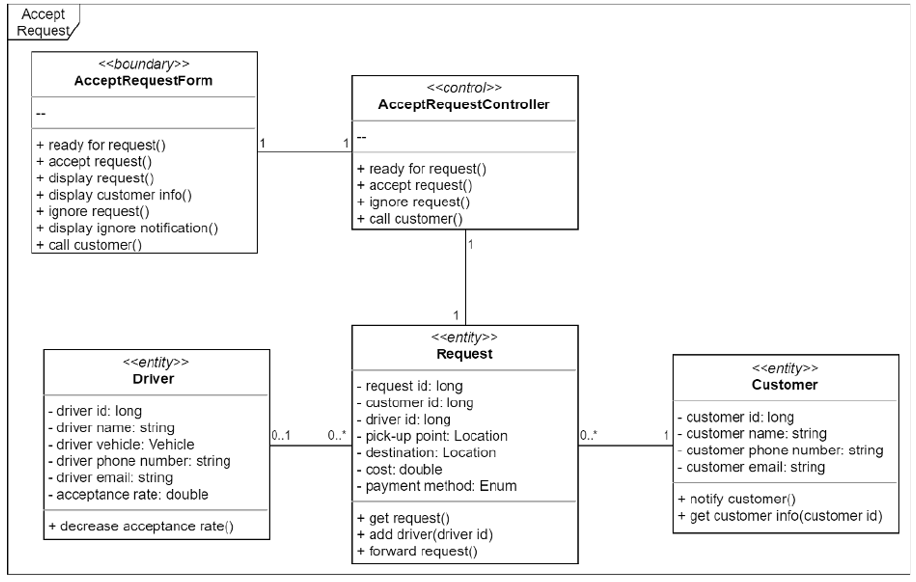 Accept
Request
<<boundary>>
AcceptRequestForm
--
+ ready for request()
+ accept request()
+ display request()
+ display customer info()
+ ignore request()
+ display ignore notification()
+ call customer()
1
1
<<control>>
AcceptRequestController
--
+ ready for request()
+ accept request()
+ ignore request()
+ call customer()
1
1
<<entity>>
Driver
- driver id: long
- driver name: string
- driver vehicle: Vehicle
- driver phone number: string
- driver email: string
- acceptance rate: double
+ decrease acceptance rate()
0..1
0..*
<<entity>>
Request
- request id: long
- customer id: long
- driver id: long
- pick-up point: Location
- destination: Location
- cost: double
- payment method: Enum
+ get request()
+ add driver(driver id)
+ forward request()
0..*
1
<<entity>>
Customer
- customer id: long
- customer name: string
- customer phone number: string
- customer email: string
+ notify customer()
+ get customer info(customer id)